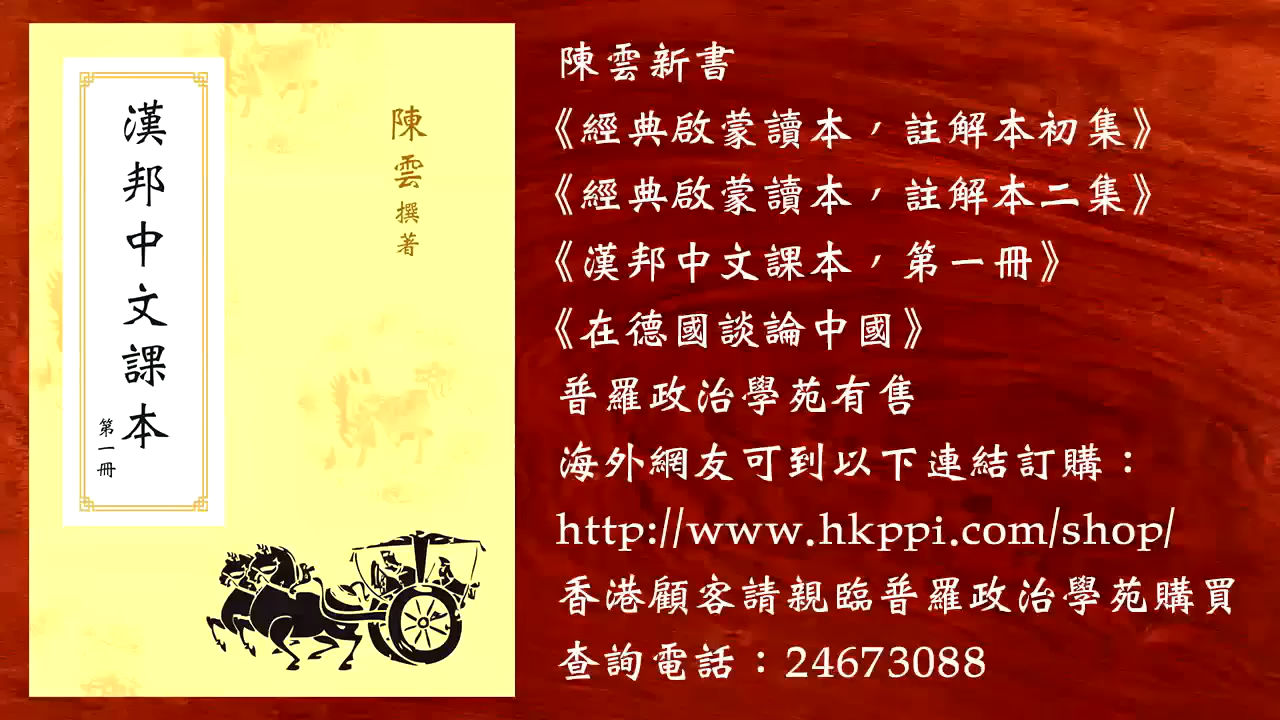 漢邦中文課本
第一冊
陳雲撰著
陳雲新書
《經典啟蒙讀本，註解本初集》
《經典啟蒙讀本，註解本二集》
《漢邦中文課本，第一冊》
《在德國談論中國》
普羅政治學苑有售
海外網友可到以下連結訂購：
http://www.hkppi.com/shop/
香港顧客請親臨普羅政治學苑購買
查詢電話：24673088